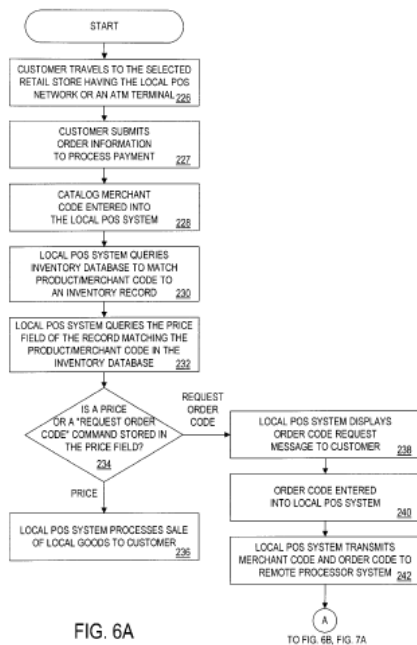 START
CUSTOMER TRAVELS TO THE SELECTED
RETAIL STORE HAVING THE LOCAL POS
NETWORK OR AN ATM TERMINAL 226
CUSTOMER SUBMITS
ORDER INFORMATION
TO PROCESS PAYMENT
227
CATALOG MERCHANT
CODE ENTERED INTO
THE LOCAL POS SYSTEM
228
LOCAL POS SYSTEM QUERIES
INVENTORY DATABASE TO MATCH
PRODUCT/MERCHANT CODE TO
AN INVENTORY RECORD 230
LOCAL POS SYSTEM QUERIES THE PRICE
FIELD OF THE RECORD MATCHING THE
PRODUCT/MERCHANT CODE IN THE
INVENTORY DATABASE 232
IS A PRICE
OR A "REQUEST ORDER
CODE" COMMAND STORED IN
THE PRICE FIELD?
234
REQUEST
ORDER
CODE
PRICE
LOCAL POS SYSTEM PROCESSES SALE
OF LOCAL GOODS TO CUSTOMER
236
LOCAL POS SYSTEM DISPLAYS
ORDER CODE REQUEST
MESSAGE TO CUSTOMER 238
ORDER CODE ENTERED
INTO LOCAL POS SYSTEM
240
LOCAL POS SYSTEM TRANSMITS
MERCHANT CODE AND ORDER CODE TO
REMOTE PROCESSOR SYSTEM 242
A
TO FIG. 6B, FIG. 7A
FIG. 6A